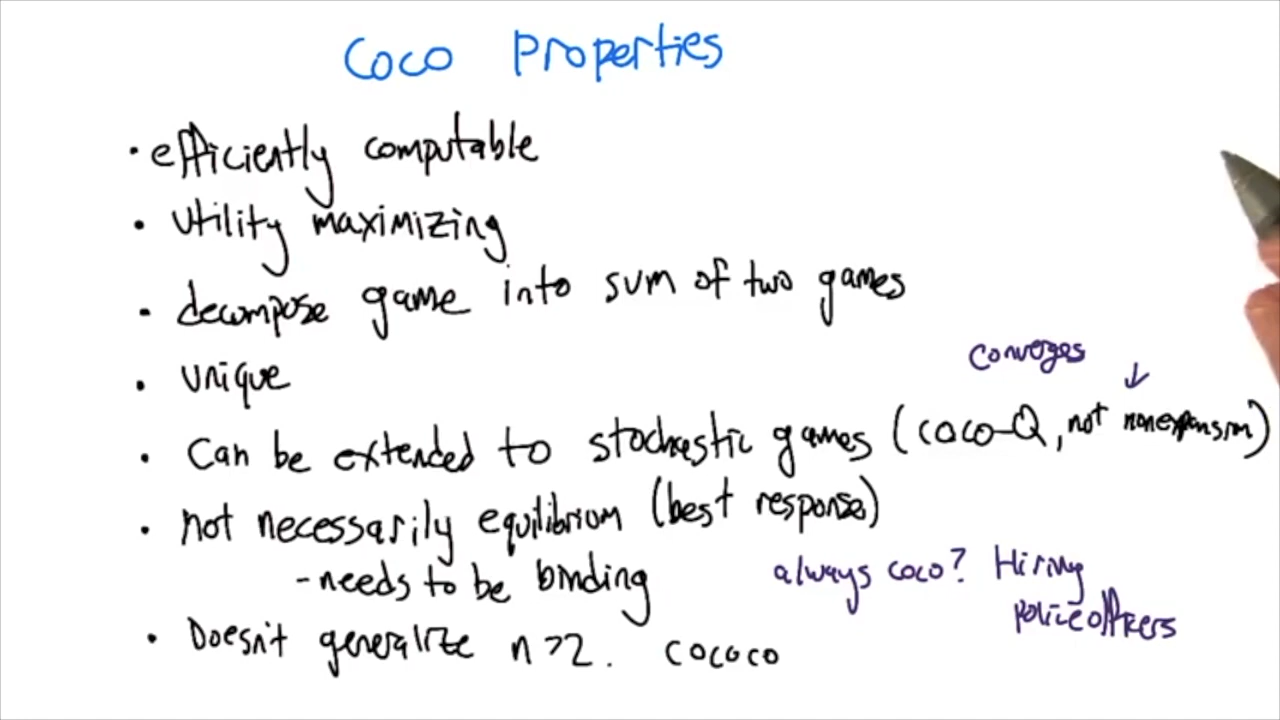 Coco Properties
• efficiently computable
• utility maximizing
• decompose game into sum of two games
• unique
converges
↓
• Can be extended to stochastic games (coco-Q, not nonexpansion)
• not necessarily equilibrium (best response)
- needs to be binding
always coco? Hiring
police officers
• Doesn't generalize n>2. cococo